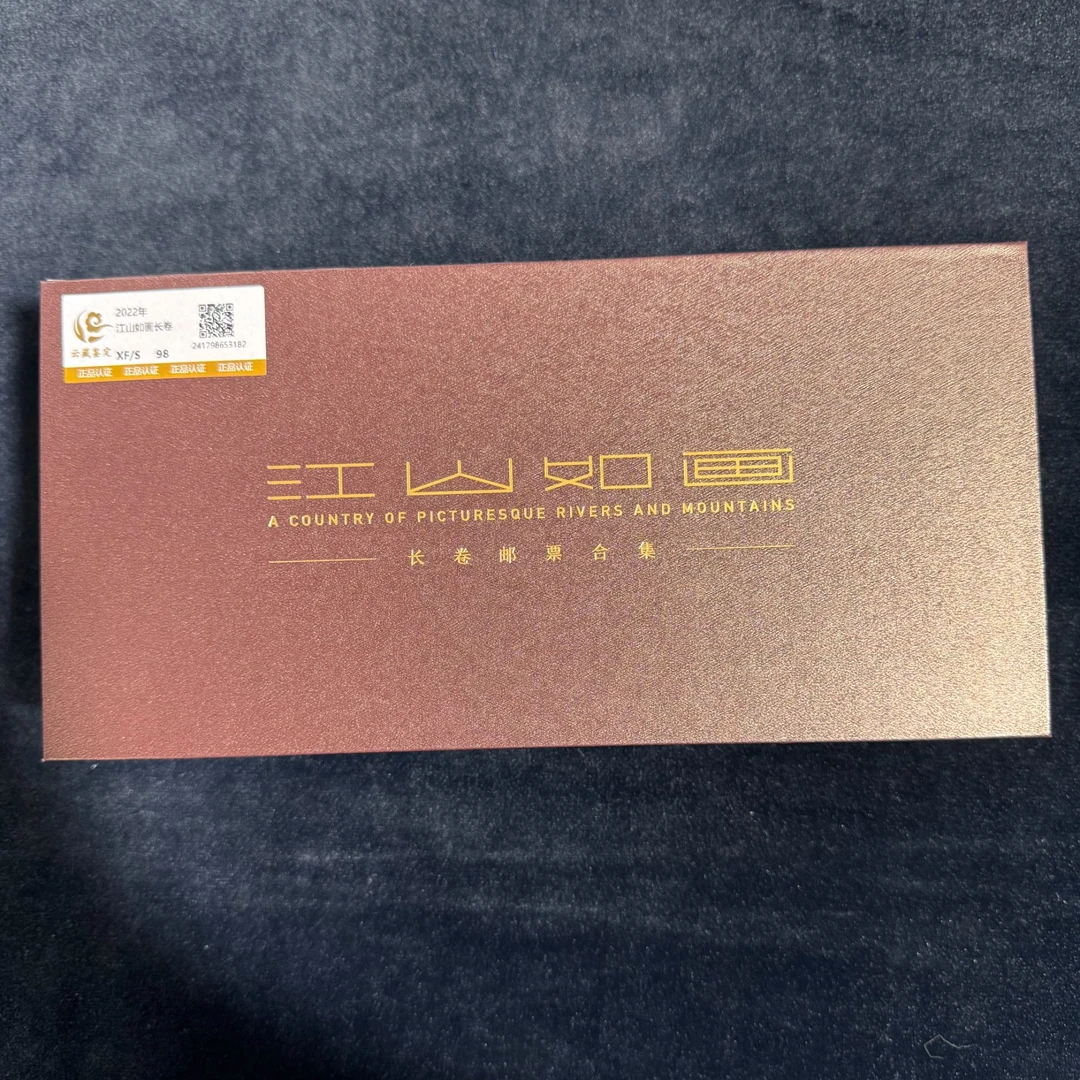 2022年
江山如画长卷
241798653182
云藏鉴定
XF/S 98
正品认证 正品认证 正品认证 正品认证
江山如画
A COUNTRY OF PICTURESQUE RIVERS AND MOUNTAINS
长卷邮票合集